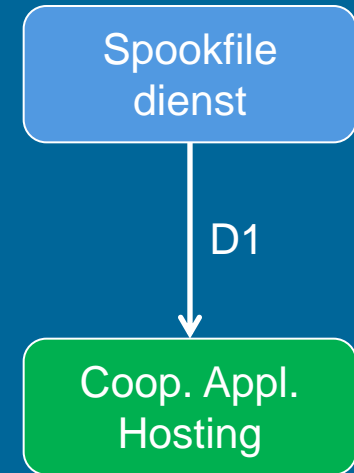 Spookfile
dienst
D1
Coop. Appl.
Hosting